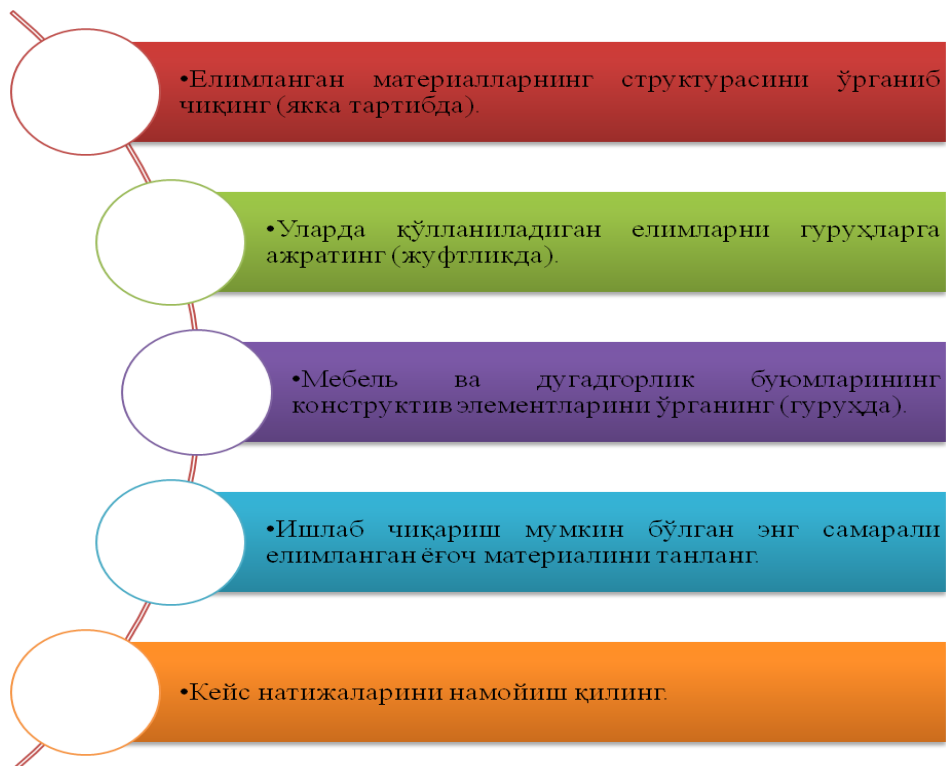 •Елимланган материалларнинг структурасини ўрганиб
чиқинг (якка тартибда).
•Уларда қўлланиладиган елимларни гуруҳларга
ажратинг (жуфтликда).
•Мебель ва дугадгорлик буюмларининг
конструктив элементларини ўрганинг (гуруҳда).
•Ишлаб чиқариш мумкин бўлган энг самарали
елимланган ёғоч материалини танланг.
•Кейс натижаларини намойиш қилинг.